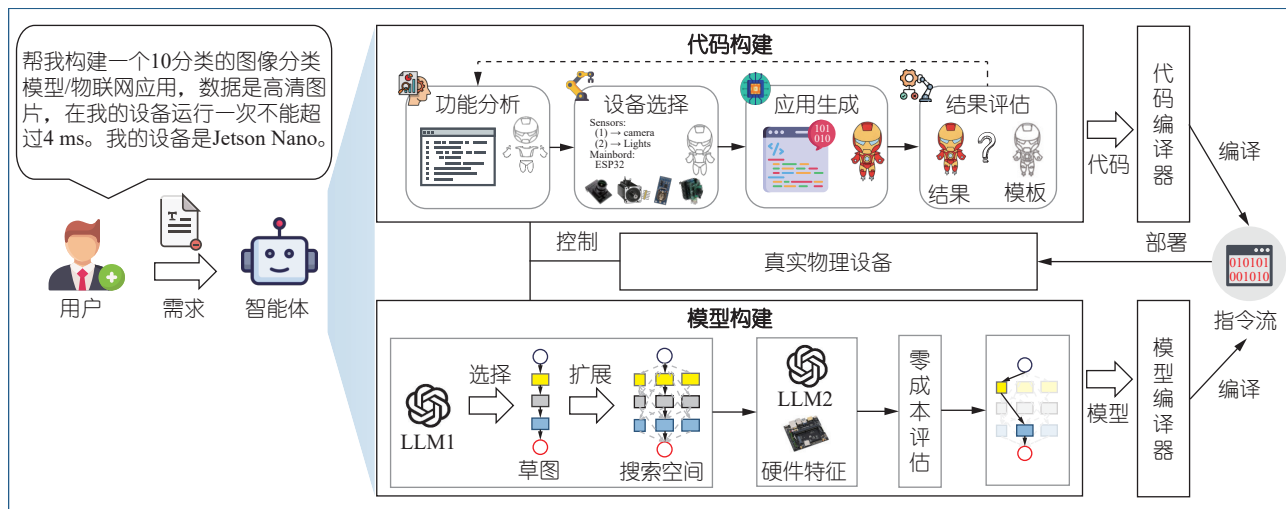 帮我构建一个10分类的图像分类
模型/物联网应用，数据是高清图
片，在我的设备运行一次不能超
过4 ms。我的设备是Jetson Nano。
用户
需求
智能体
代码构建
功能分析
设备选择
Sensors:
(1) → camera
(2) → Lights
Mainbord:
ESP32
应用生成
101
010
结果评估
结果
?
模板
代码
代码编译器
编译
控制
真实物理设备
部署
010101
001010
指令流
模型构建
LLM1
选择
草图
扩展
搜索空间
LLM2
硬件特征
零成本评估
模型
模型编译器
编译